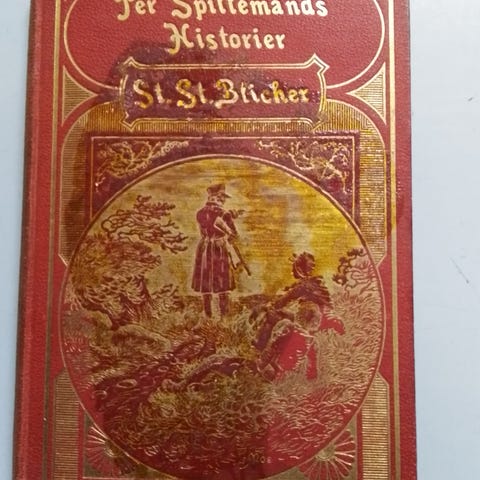 Per Spillemands
Historier
St. St. Blicher